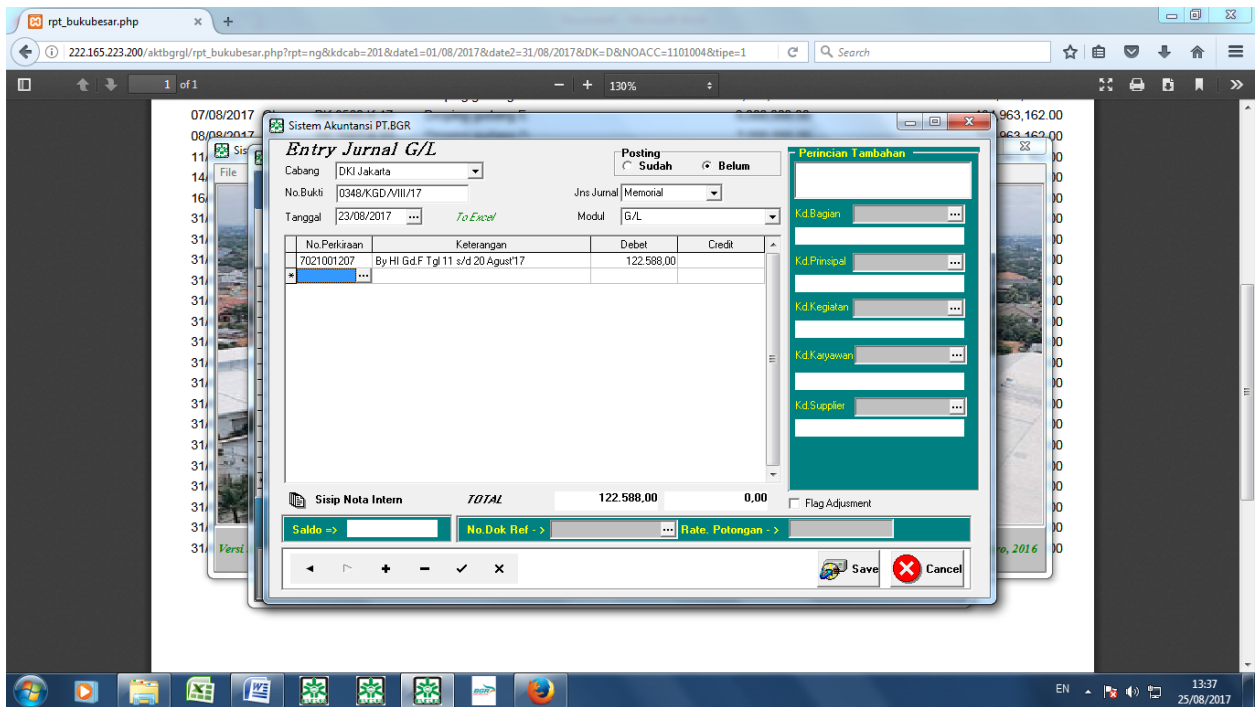 rpt_bukubesar.php
222.165.223.200/aktbgrgl/rpt_bukubesar.php?rpt=ng&kdcab=201&date1=01/08/2017&date2=31/08/2017&DK=D&NOACC=1101004&tipe=1
Search
1 of 1
130%
07/08/2017
963,162.00
08/08/2017
963,162.00
Sistem Akuntansi PT.BGR
Entry Jurnal G/L
Posting
Sudah
Belum
Cabang
DKI Jakarta
No.Bukti
0348/KGD/VIII/17
Jns Jurnal
Memorial
Tanggal
23/08/2017
To Excel
Modul
G/L
No.Perkiraan Keterangan Debet Credit
7021001207 By HI Gd.F Tgl 11 s/d 20 Agust'17 122.588,00
Sisip Nota Intern
TOTAL
122.588,00
0,00
Saldo =>
No.Dok Ref - >
Rate. Potongan - >
Save
Cancel
Perincian Tambahan
Kd.Bagian
Kd.Prinsipal
Kd.Kegiatan
Kd.Karyawan
Kd.Supplier
Flag Adjusment
File
Versi
2016
EN
13:37
25/08/2017